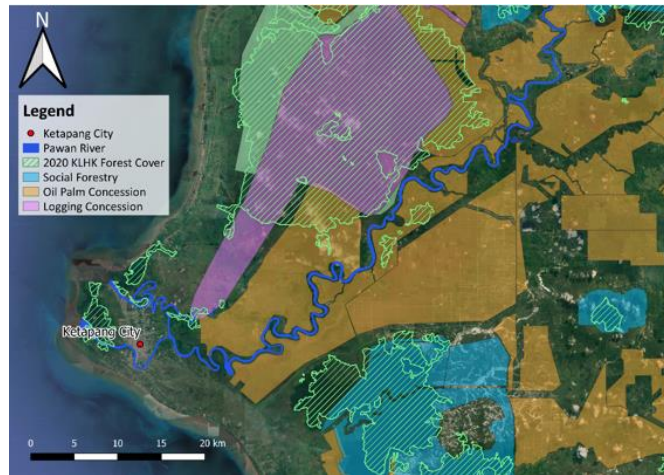 N
Legend
Ketapang City
Pawan River
2020 KLHK Forest Cover
Social Forestry
Oil Palm Concession
Logging Concession
Ketapang City
0 5 10 15 20 km